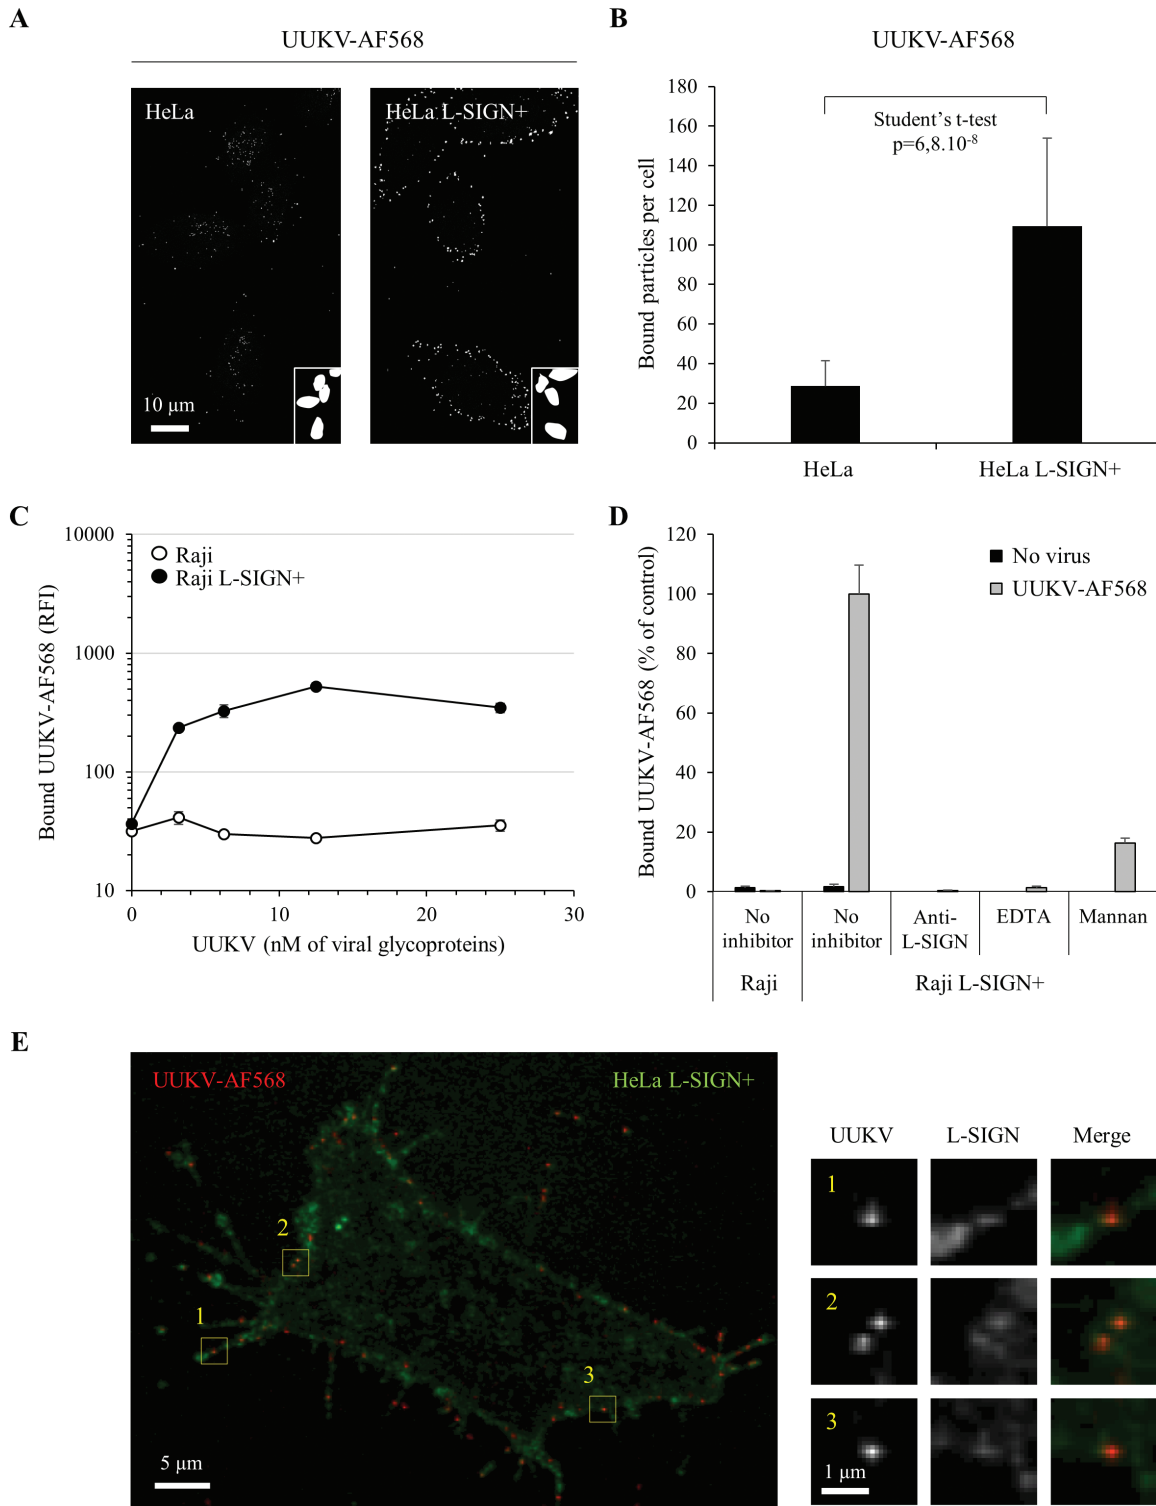 A
UUKV-AF568
HeLa
HeLa L-SIGN+
10 µm
B
UUKV-AF568
Bound particles per cell
180
160
140
120
100
80
60
40
20
0
Student's t-test
p=6,8.10-8
HeLa
HeLa L-SIGN+
C
Bound UUKV-AF568 (RFI)
10000
1000
100
10
Raji
Raji L-SIGN+
0 10 20 30
UUKV (nM of viral glycoproteins)
D
Bound UUKV-AF568 (% of control)
120
100
80
60
40
20
0
No virus
UUKV-AF568
No inhibitor
No inhibitor
Anti-L-SIGN
EDTA
Mannan
Raji
Raji L-SIGN+
E
UUKV-AF568
HeLa L-SIGN+
1
2
3
5 µm
UUKV L-SIGN Merge
1
2
3
1 µm